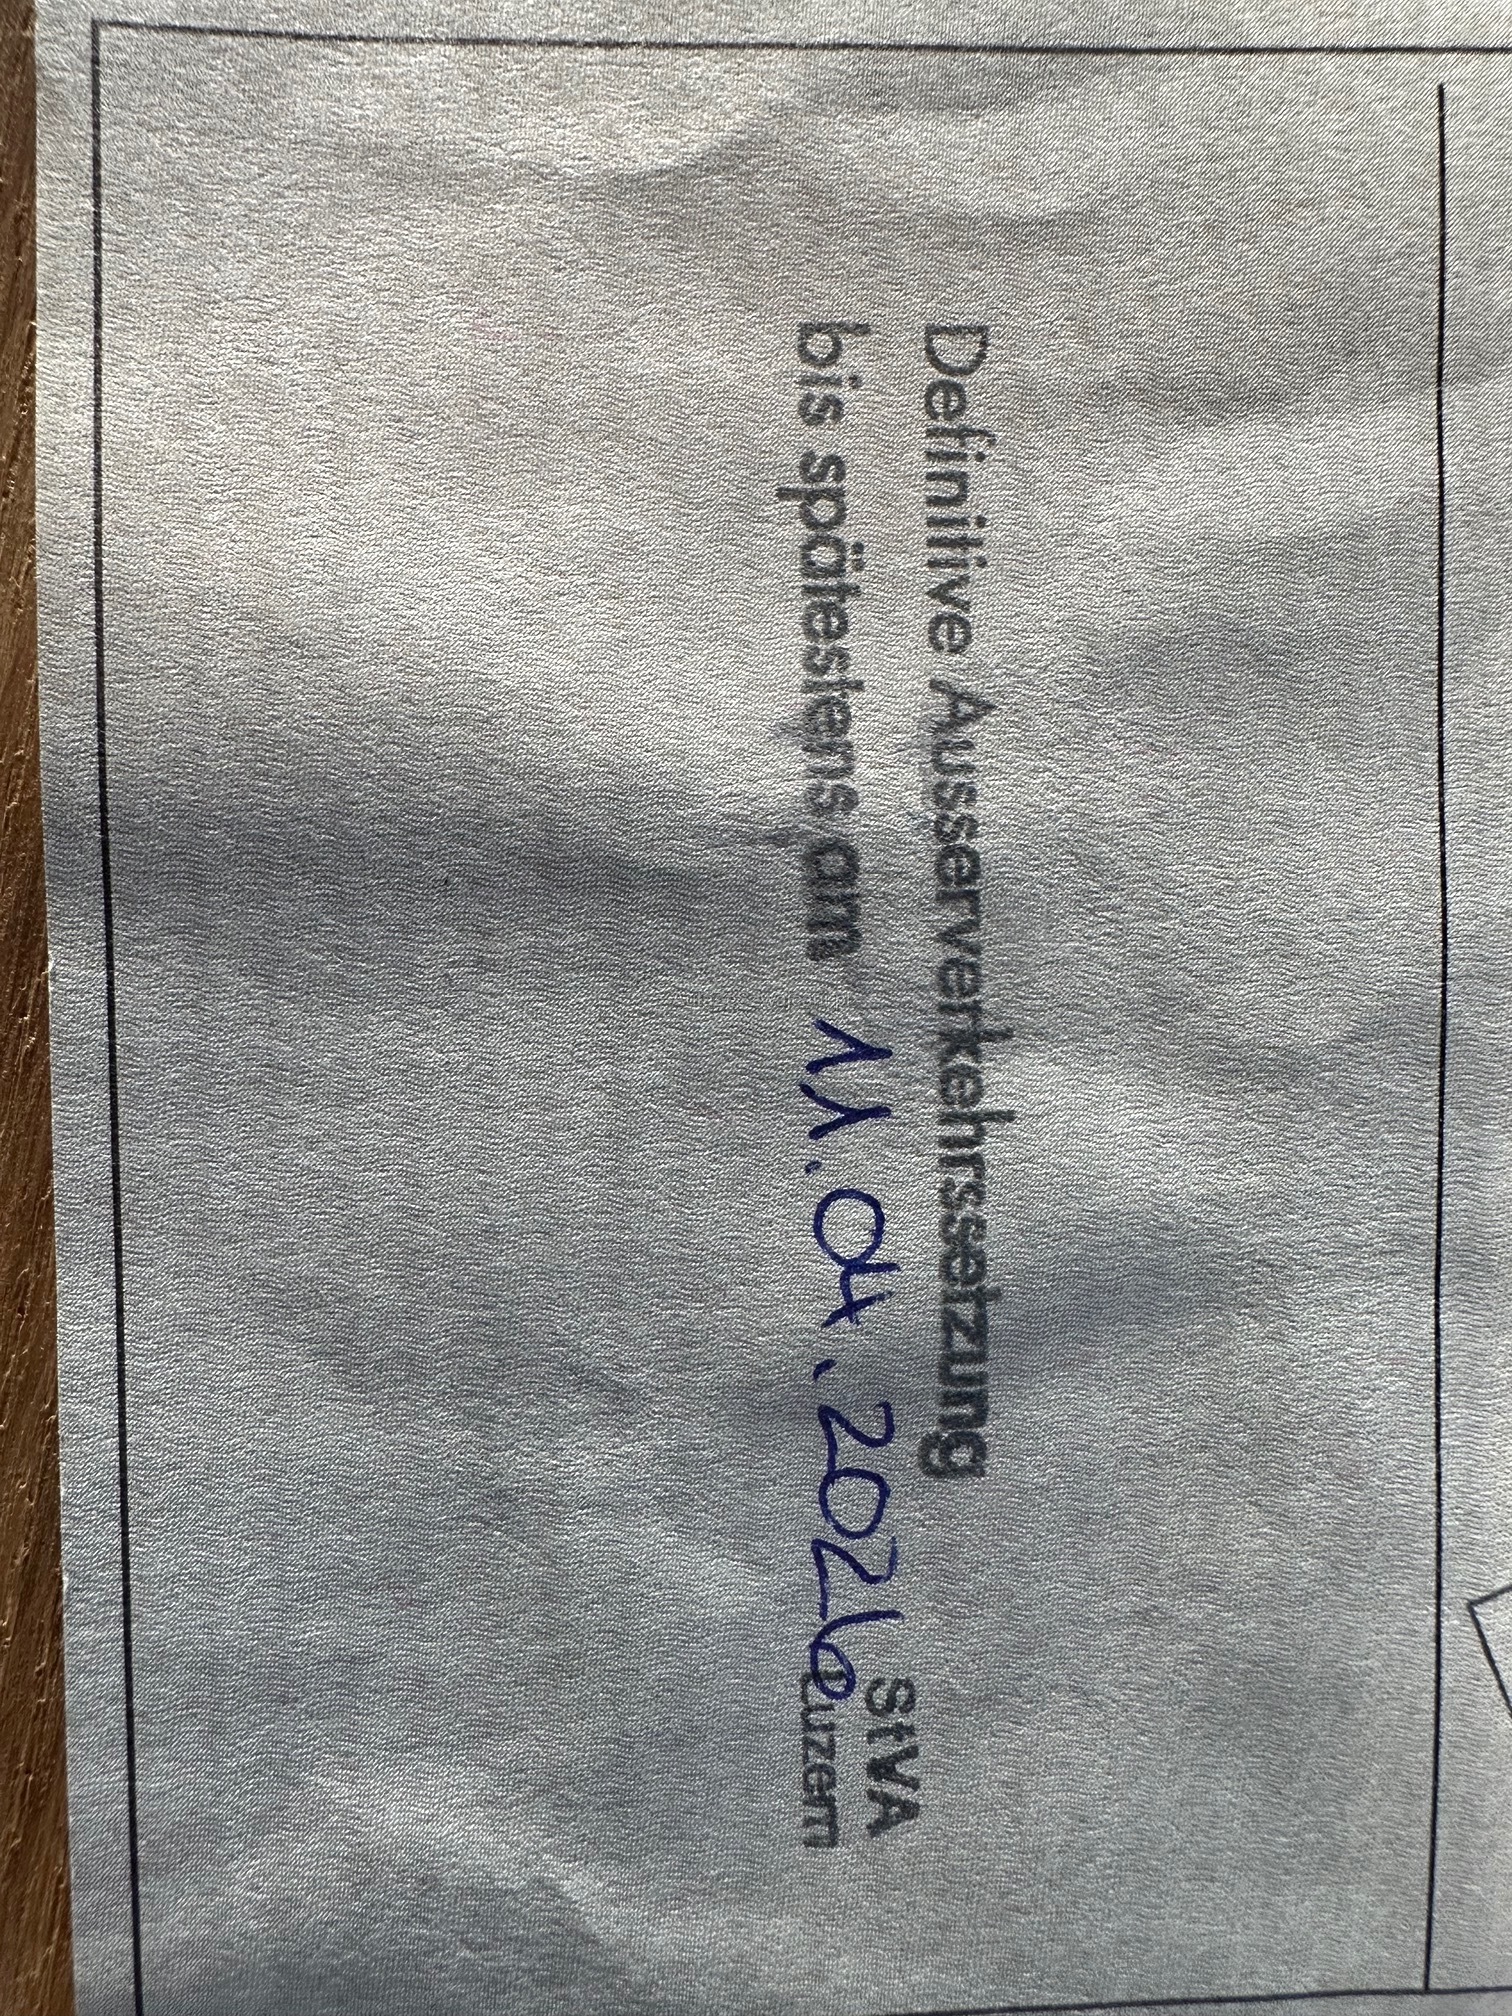 Definitive Ausserverkehrssetzung
bis spätestens am 11.04.2026
StVA
Luzern